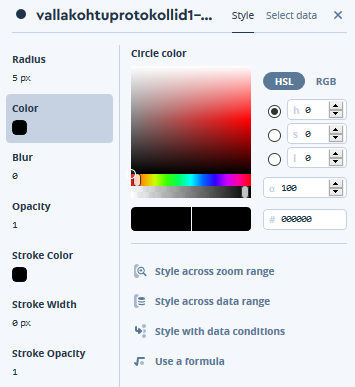 vallakohtuprotokollid1-...
Style
Select data
×
Radius
5 px
Color
Blur
0
Opacity
1
Stroke Color
Stroke Width
0 px
Stroke Opacity
1
Circle color
HSL
RGB
h 0
s 0
l 0
α 100
# 000000
Style across zoom range
Style across data range
Style with data conditions
Use a formula